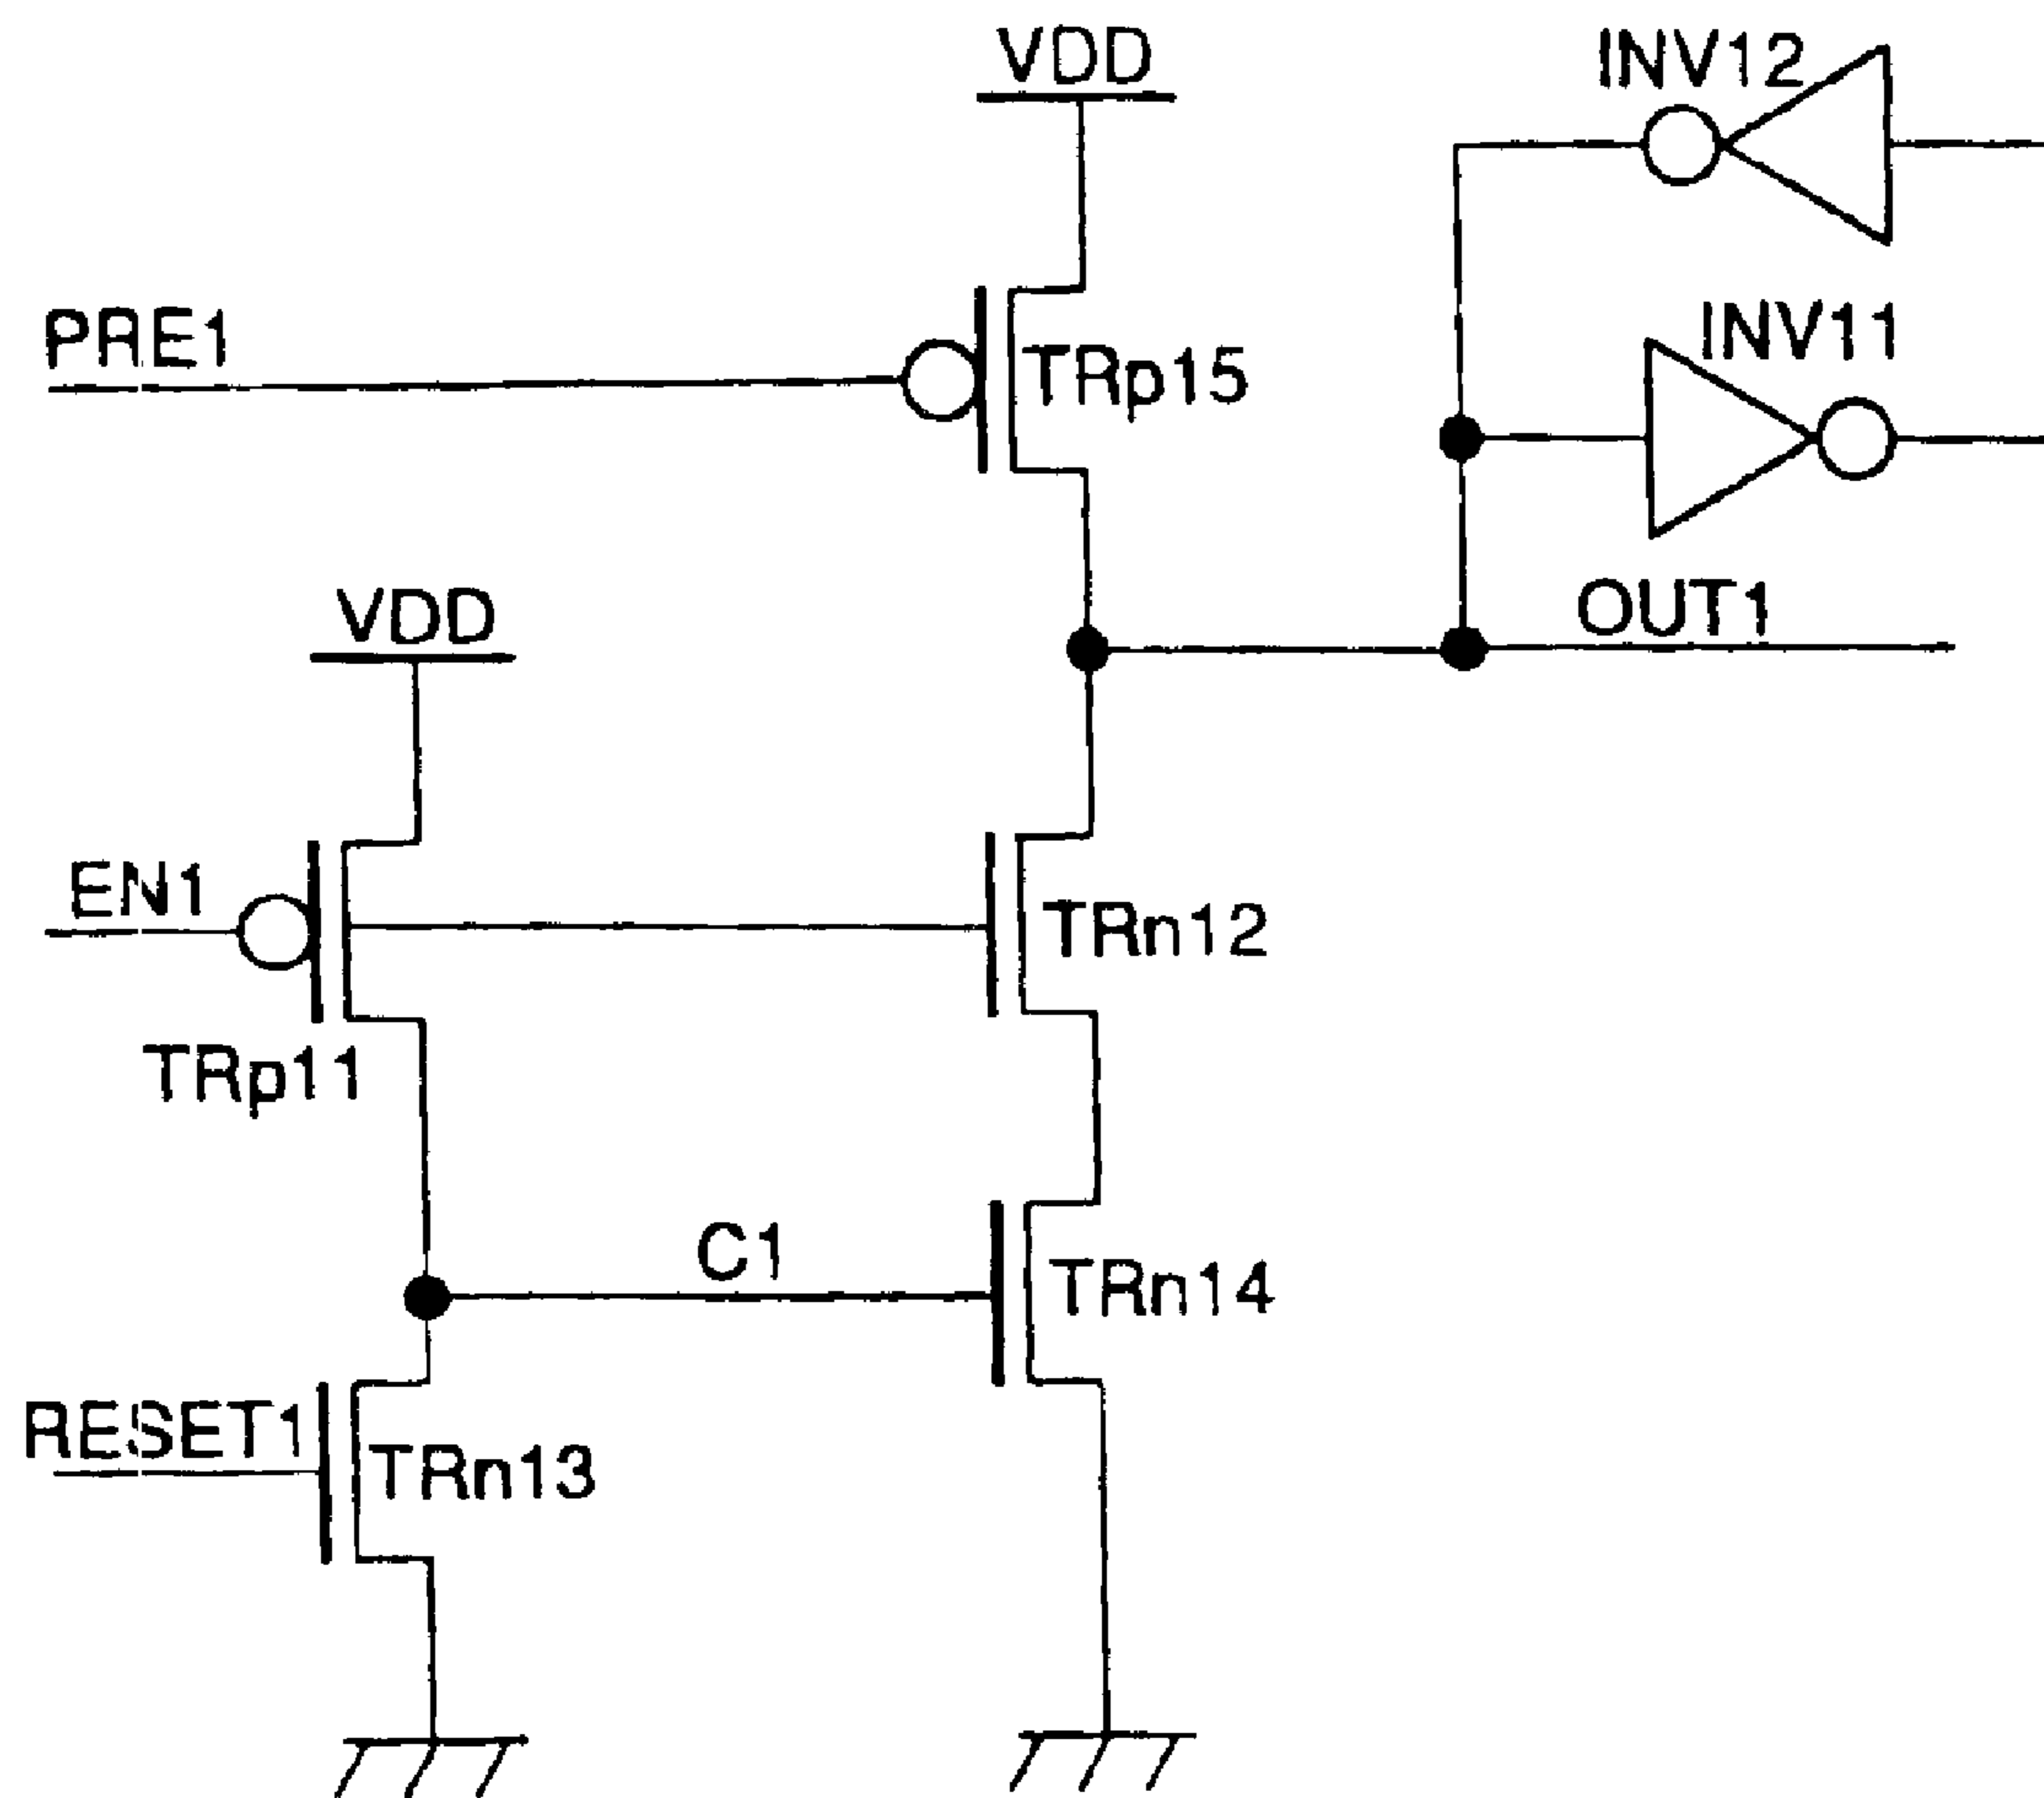 VDD
INV12
PRE1
TRp15
INV11
VDD
OUT1
EN1
TRn12
TRp11
C1
TRn14
RESET1
TRn13